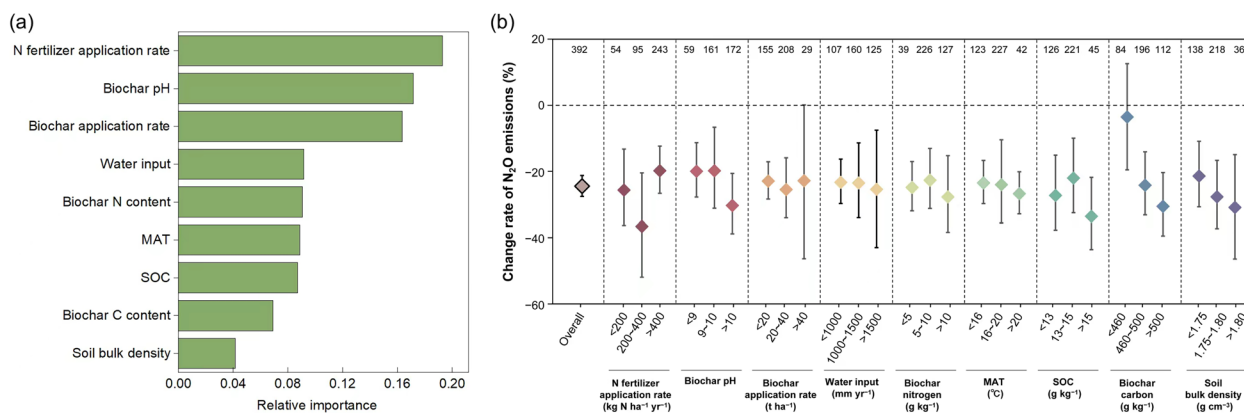 (a)
N fertilizer application rate
Biochar pH
Biochar application rate
Water input
Biochar N content
MAT
SOC
Biochar C content
Soil bulk density
0.00 0.04 0.08 0.12 0.16 0.20
Relative importance
(b)
Change rate of N₂O emissions (%)
20
0
−20
−40
−60
392 54 95 243 59 161 172 155 208 29 107 160 125 39 226 127 123 227 42 126 221 45 84 196 112 138 218 36
Overall <200 200~400 >400 <9 9~10 >10 <20 20~40 >40 <1000 1000~1500 >1500 <5 5~10 >10 <16 16~20 >20 <13 13~15 >15 <460 460~500 >500 <1.75 1.75~1.80 >1.80
N fertilizer
application rate
(kg N ha⁻¹ yr⁻¹)
Biochar pH
Biochar
application rate
(t ha⁻¹)
Water input
(mm yr⁻¹)
Biochar
nitrogen
(g kg⁻¹)
MAT
(℃)
SOC
(g kg⁻¹)
Biochar
carbon
(g kg⁻¹)
Soil
bulk density
(g cm⁻³)